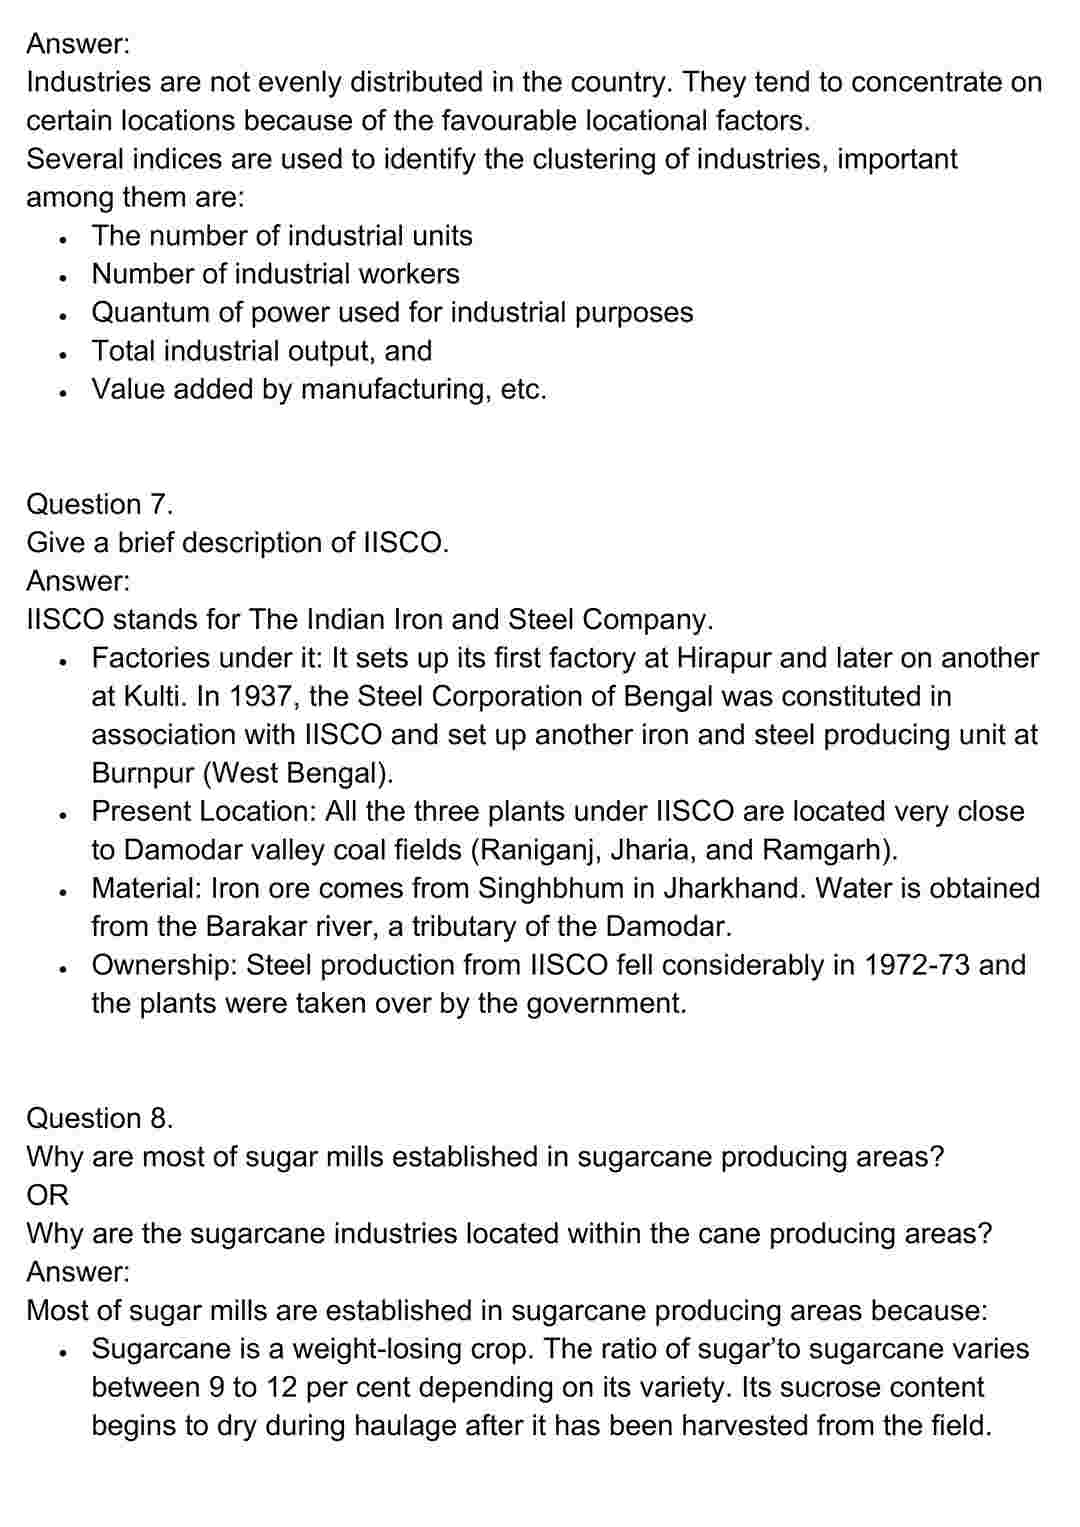 Answer:
Industries are not evenly distributed in the country. They tend to concentrate on
certain locations because of the favourable locational factors.
Several indices are used to identify the clustering of industries, important
among them are:
• The number of industrial units
• Number of industrial workers
• Quantum of power used for industrial purposes
• Total industrial output, and
• Value added by manufacturing, etc.
Question 7.
Give a brief description of IISCO.
Answer:
IISCO stands for The Indian Iron and Steel Company.
• Factories under it: It sets up its first factory at Hirapur and later on another
at Kulti. In 1937, the Steel Corporation of Bengal was constituted in
association with IISCO and set up another iron and steel producing unit at
Burnpur (West Bengal).
• Present Location: All the three plants under IISCO are located very close
to Damodar valley coal fields (Raniganj, Jharia, and Ramgarh).
• Material: Iron ore comes from Singhbhum in Jharkhand. Water is obtained
from the Barakar river, a tributary of the Damodar.
• Ownership: Steel production from IISCO fell considerably in 1972-73 and
the plants were taken over by the government.
Question 8.
Why are most of sugar mills established in sugarcane producing areas?
OR
Why are the sugarcane industries located within the cane producing areas?
Answer:
Most of sugar mills are established in sugarcane producing areas because:
• Sugarcane is a weight-losing crop. The ratio of sugar’to sugarcane varies
between 9 to 12 per cent depending on its variety. Its sucrose content
begins to dry during haulage after it has been harvested from the field.